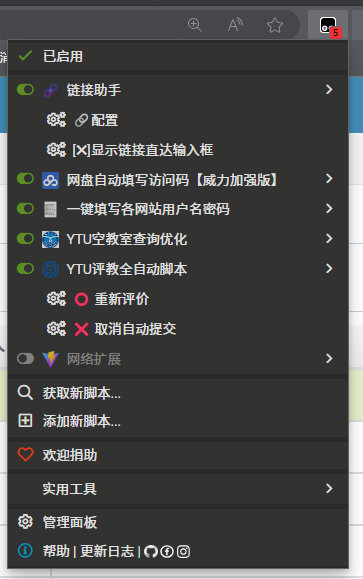 A
5
消
已启用
链接助手
配置
[✕]显示链接直达输入框
网盘自动填写访问码【威力加强版】
一键填写各网站用户名密码
YTU空教室查询优化
YTU评教全自动脚本
重新评价
取消自动提交
网络扩展
获取新脚本...
添加新脚本...
欢迎捐助
实用工具
管理面板
帮助 | 更新日志 |